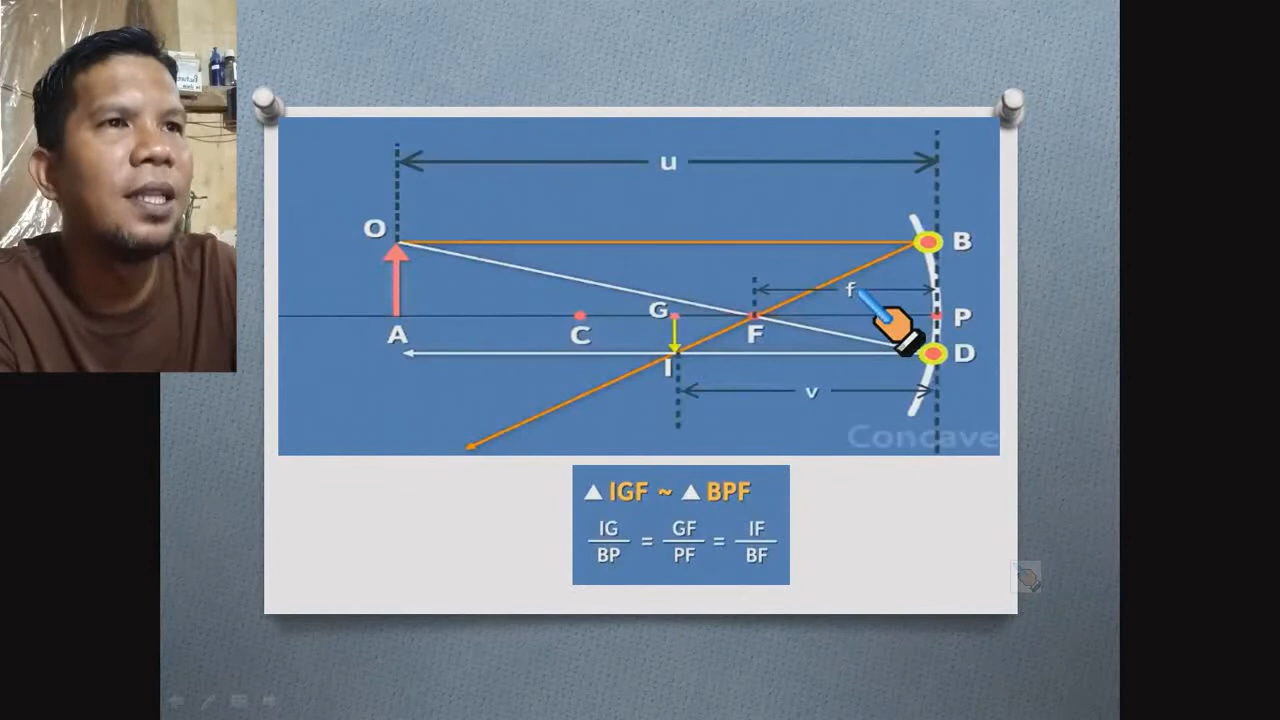 u
O
B
f
G
P
A
C
F
D
I
v
Concave
△ IGF ~ △ BPF
IG/BP = GF/PF = IF/BF